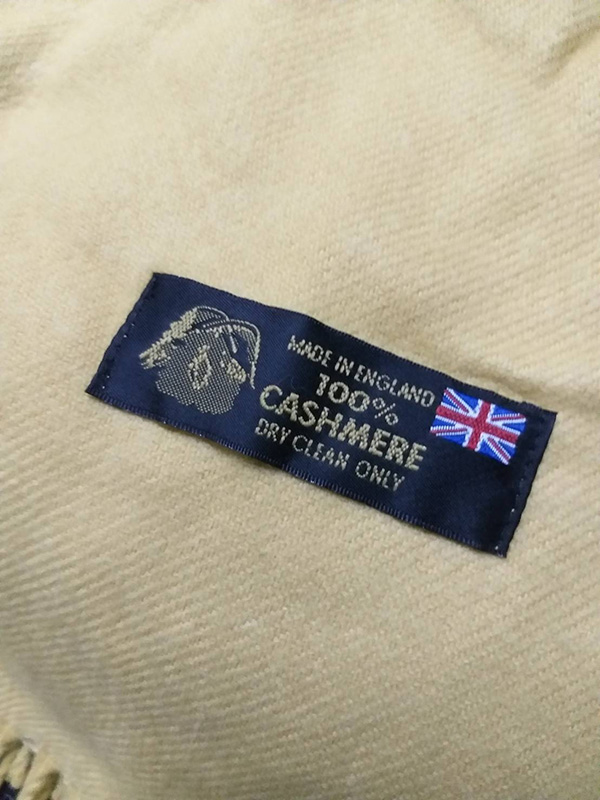 MADE IN ENGLAND
100%
CASHMERE
DRY CLEAN ONLY